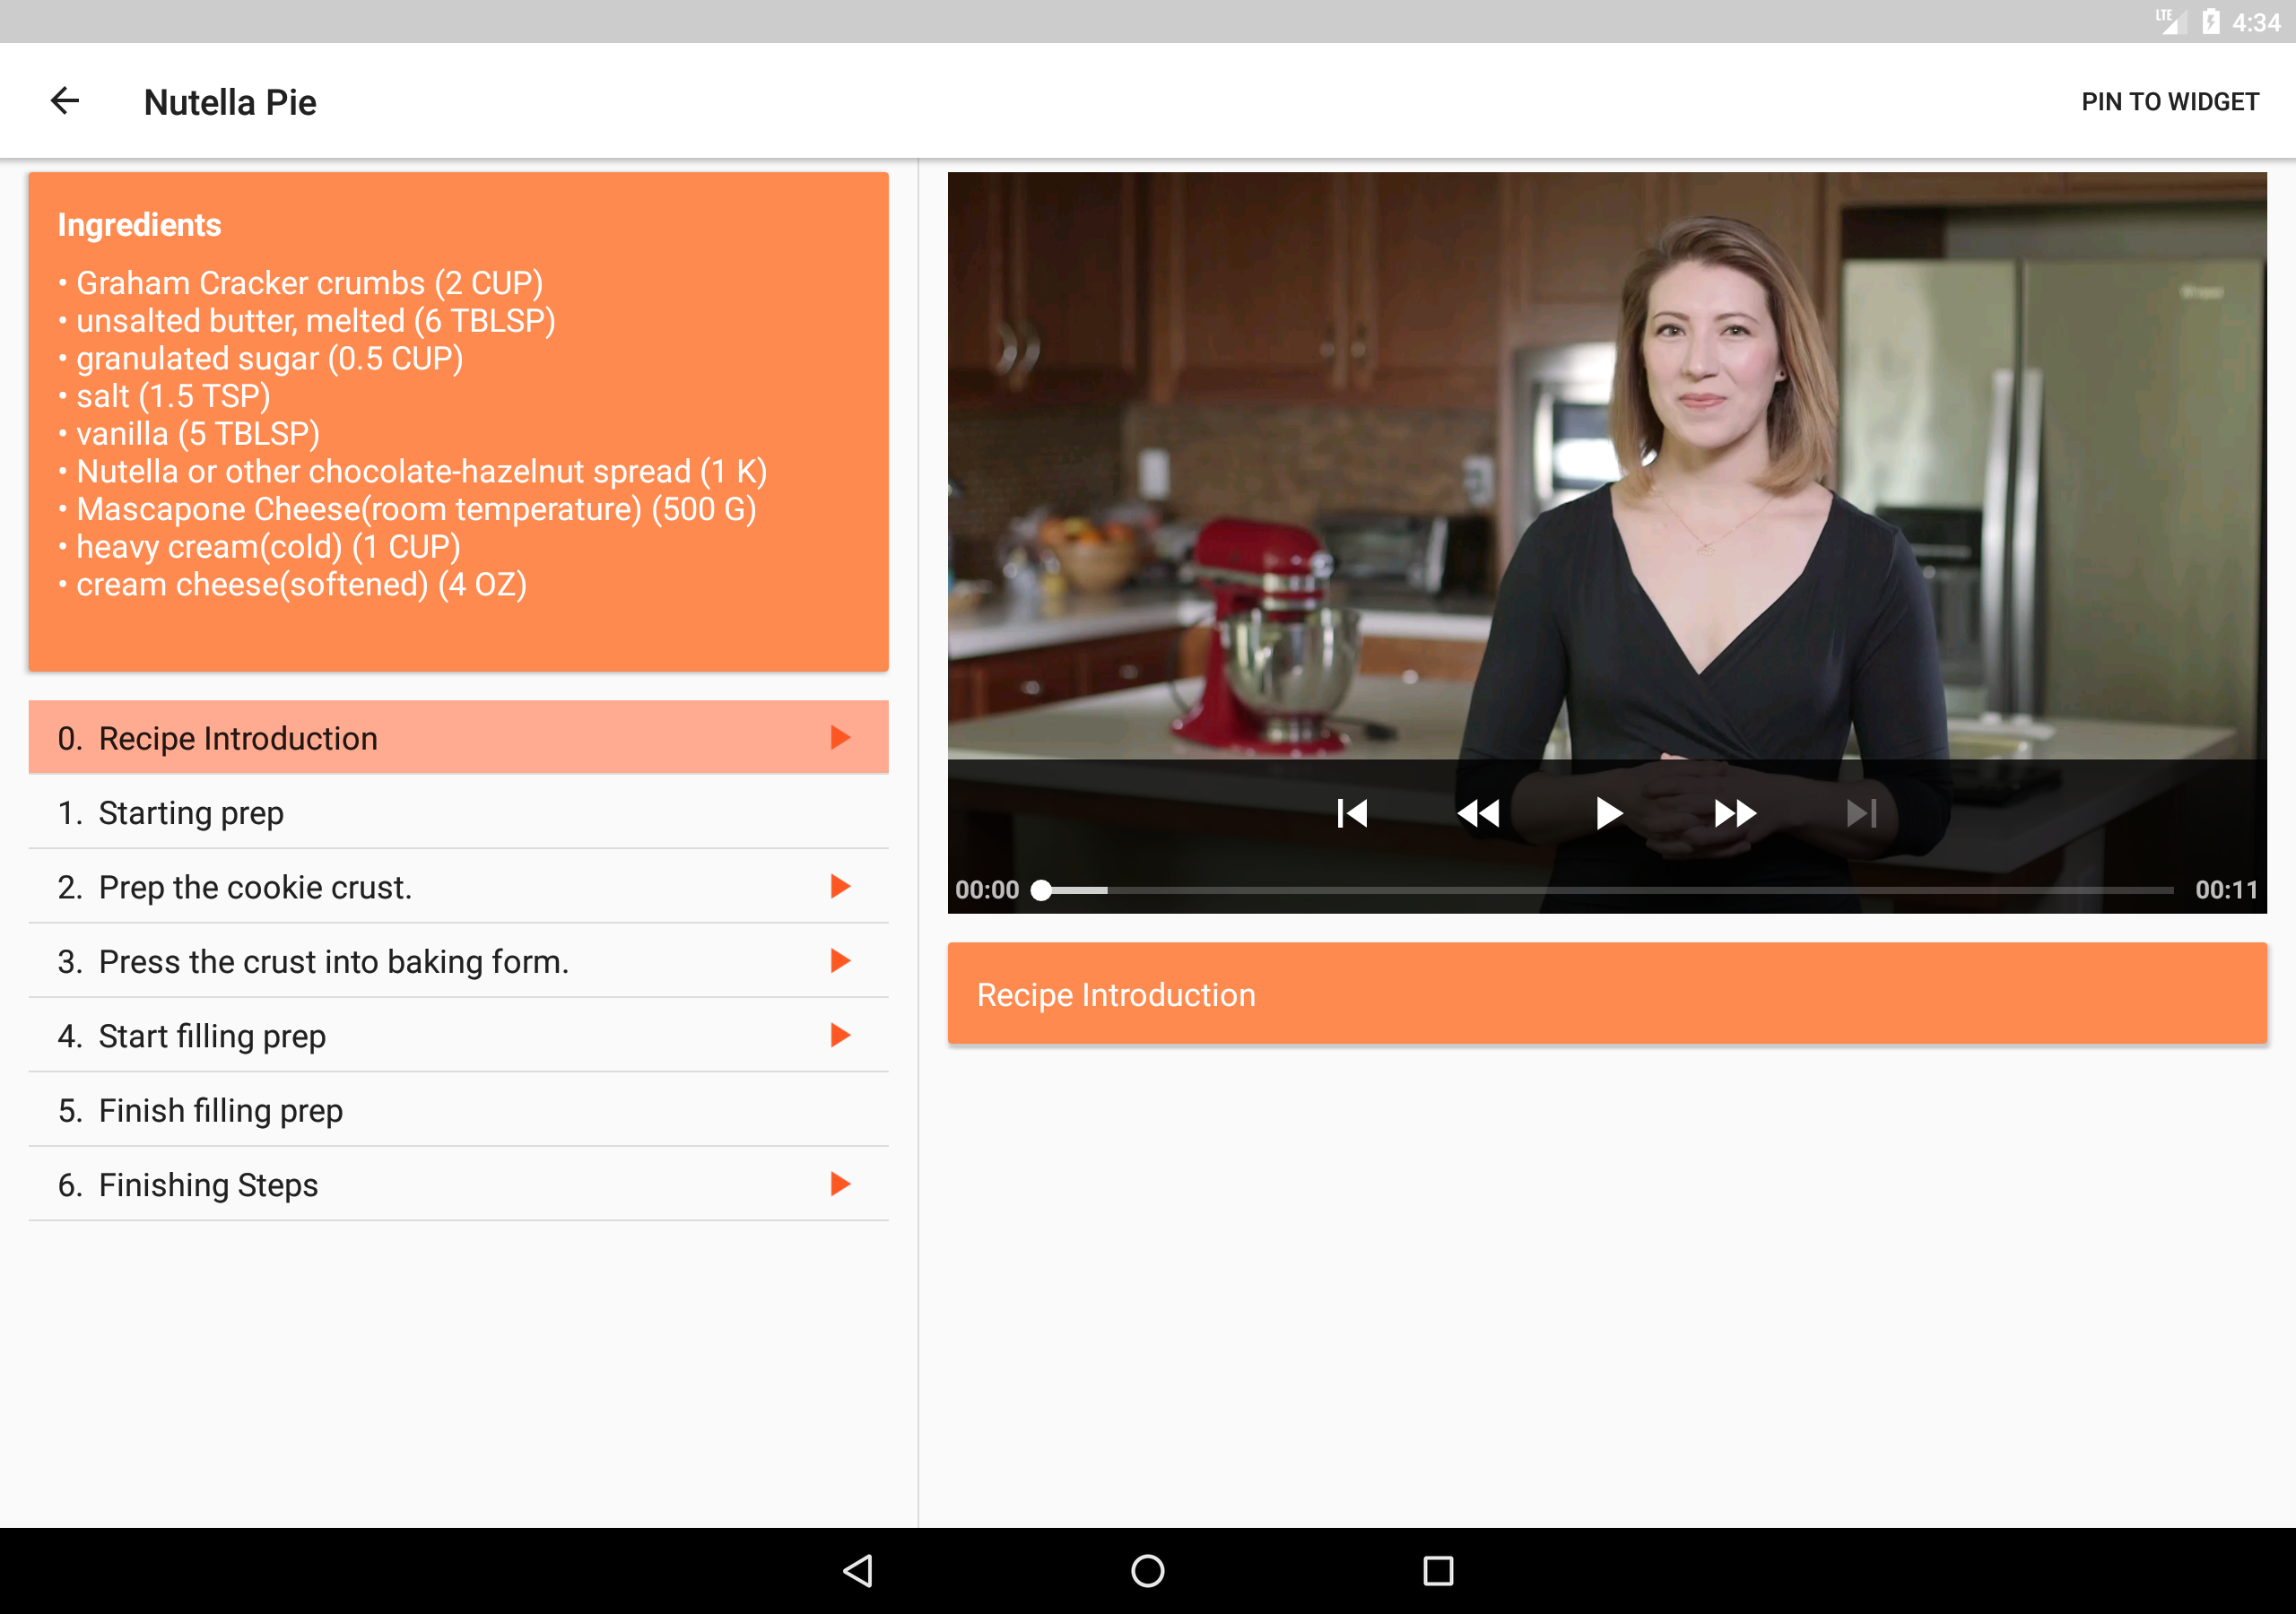 LTE 4:34
Nutella Pie
PIN TO WIDGET
Ingredients
• Graham Cracker crumbs (2 CUP)
• unsalted butter, melted (6 TBLSP)
• granulated sugar (0.5 CUP)
• salt (1.5 TSP)
• vanilla (5 TBLSP)
• Nutella or other chocolate-hazelnut spread (1 K)
• Mascapone Cheese(room temperature) (500 G)
• heavy cream(cold) (1 CUP)
• cream cheese(softened) (4 OZ)
0. Recipe Introduction
1. Starting prep
2. Prep the cookie crust.
3. Press the crust into baking form.
4. Start filling prep
5. Finish filling prep
6. Finishing Steps
00:00 00:11
Recipe Introduction